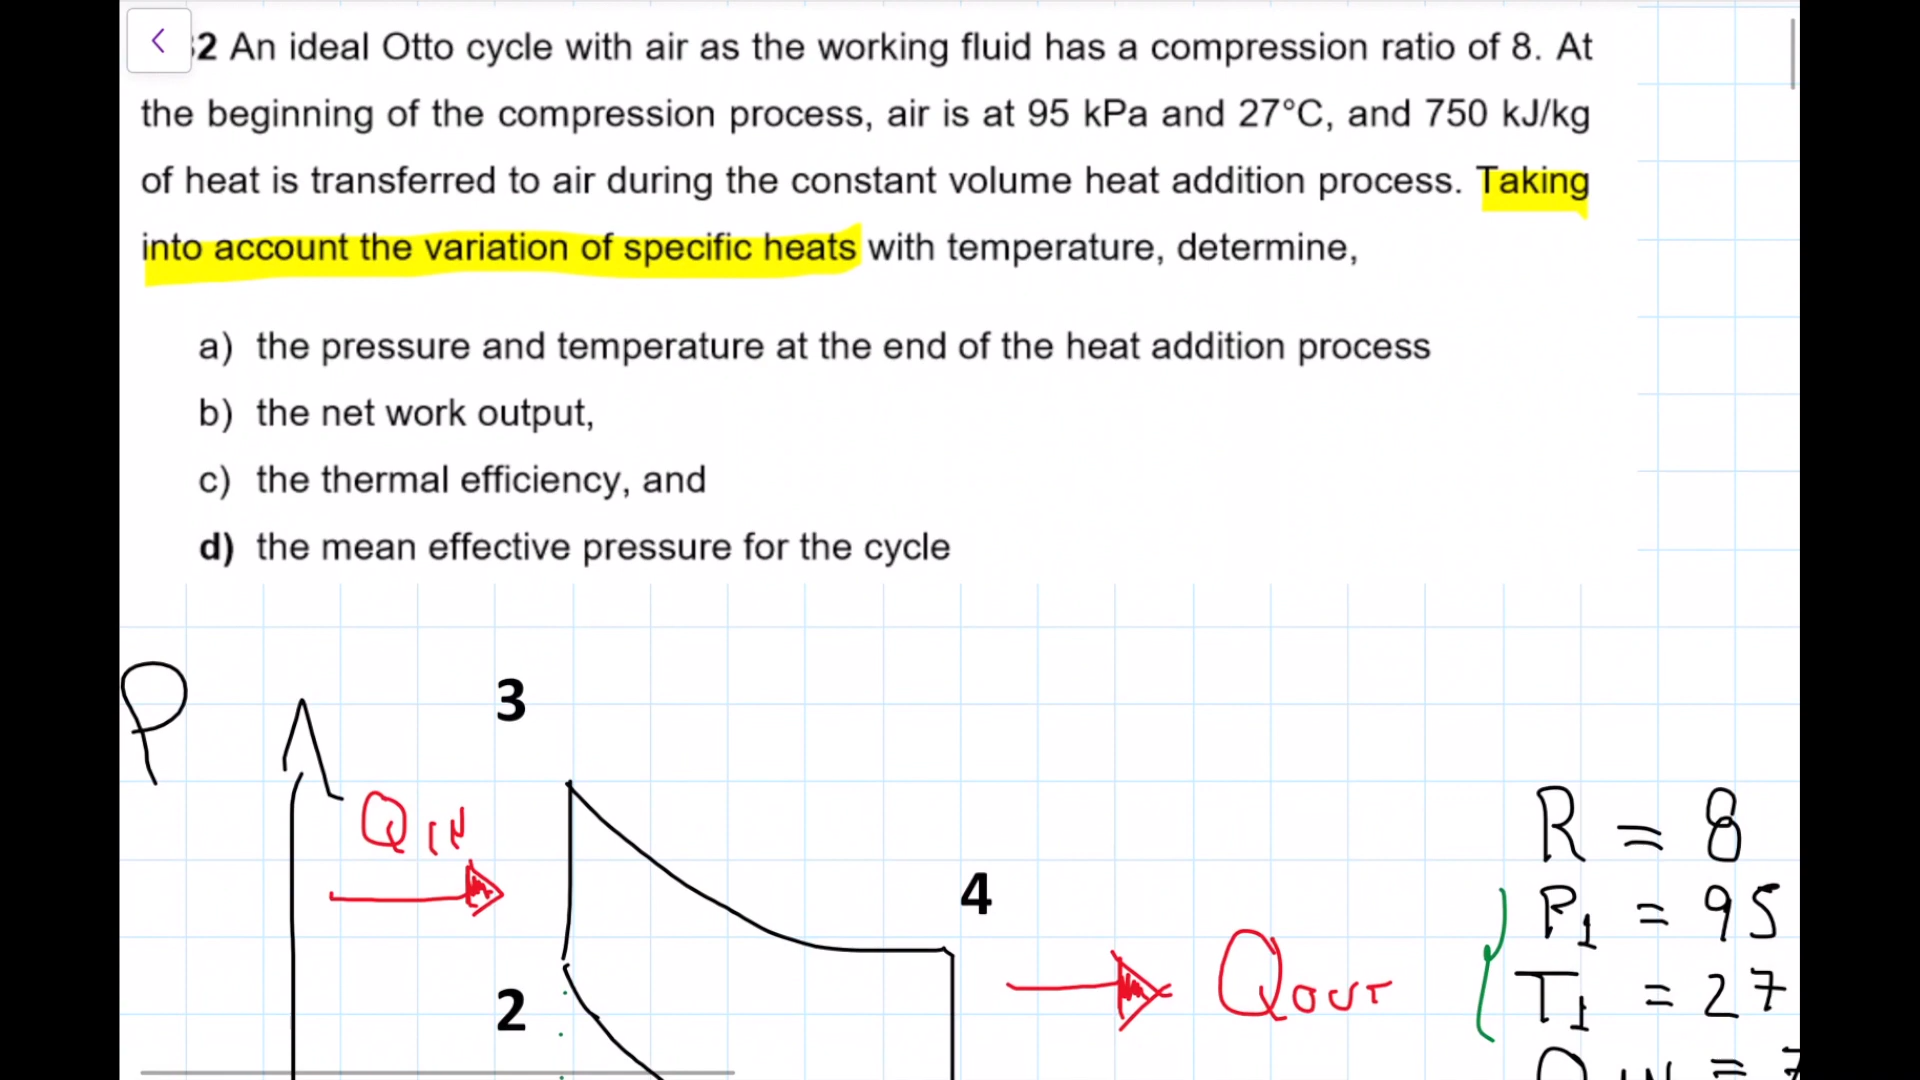 2 An ideal Otto cycle with air as the working fluid has a compression ratio of 8. At
the beginning of the compression process, air is at 95 kPa and 27°C, and 750 kJ/kg
of heat is transferred to air during the constant volume heat addition process. Taking
into account the variation of specific heats with temperature, determine,
a) the pressure and temperature at the end of the heat addition process
b) the net work output,
c) the thermal efficiency, and
d) the mean effective pressure for the cycle
P
3
QIN
R = 8
4
P1 = 95
QOUT
T1 = 27
2